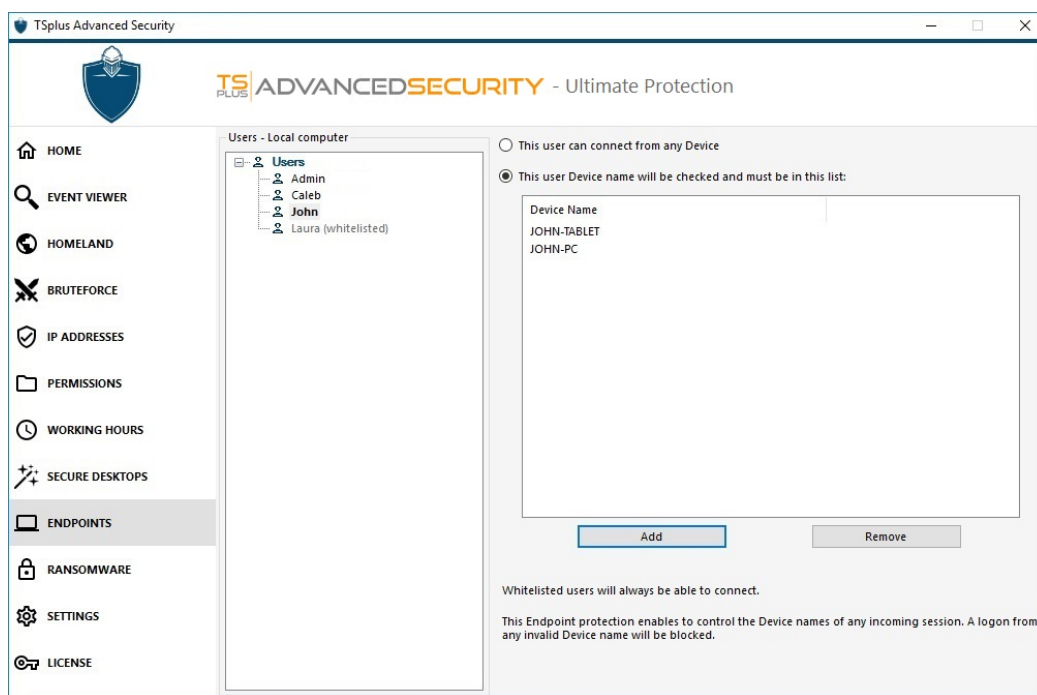 TSplus Advanced Security
TS PLUS ADVANCEDSECURITY - Ultimate Protection
HOME
EVENT VIEWER
HOMELAND
BRUTEFORCE
IP ADDRESSES
PERMISSIONS
WORKING HOURS
SECURE DESKTOPS
ENDPOINTS
RANSOMWARE
SETTINGS
LICENSE
Users - Local computer
Users
Admin
Caleb
John
Laura (whitelisted)
This user can connect from any Device
This user Device name will be checked and must be in this list:
Device Name
JOHN-TABLET
JOHN-PC
Add
Remove
Whitelisted users will always be able to connect.
This Endpoint protection enables to control the Device names of any incoming session. A logon from
any invalid Device name will be blocked.